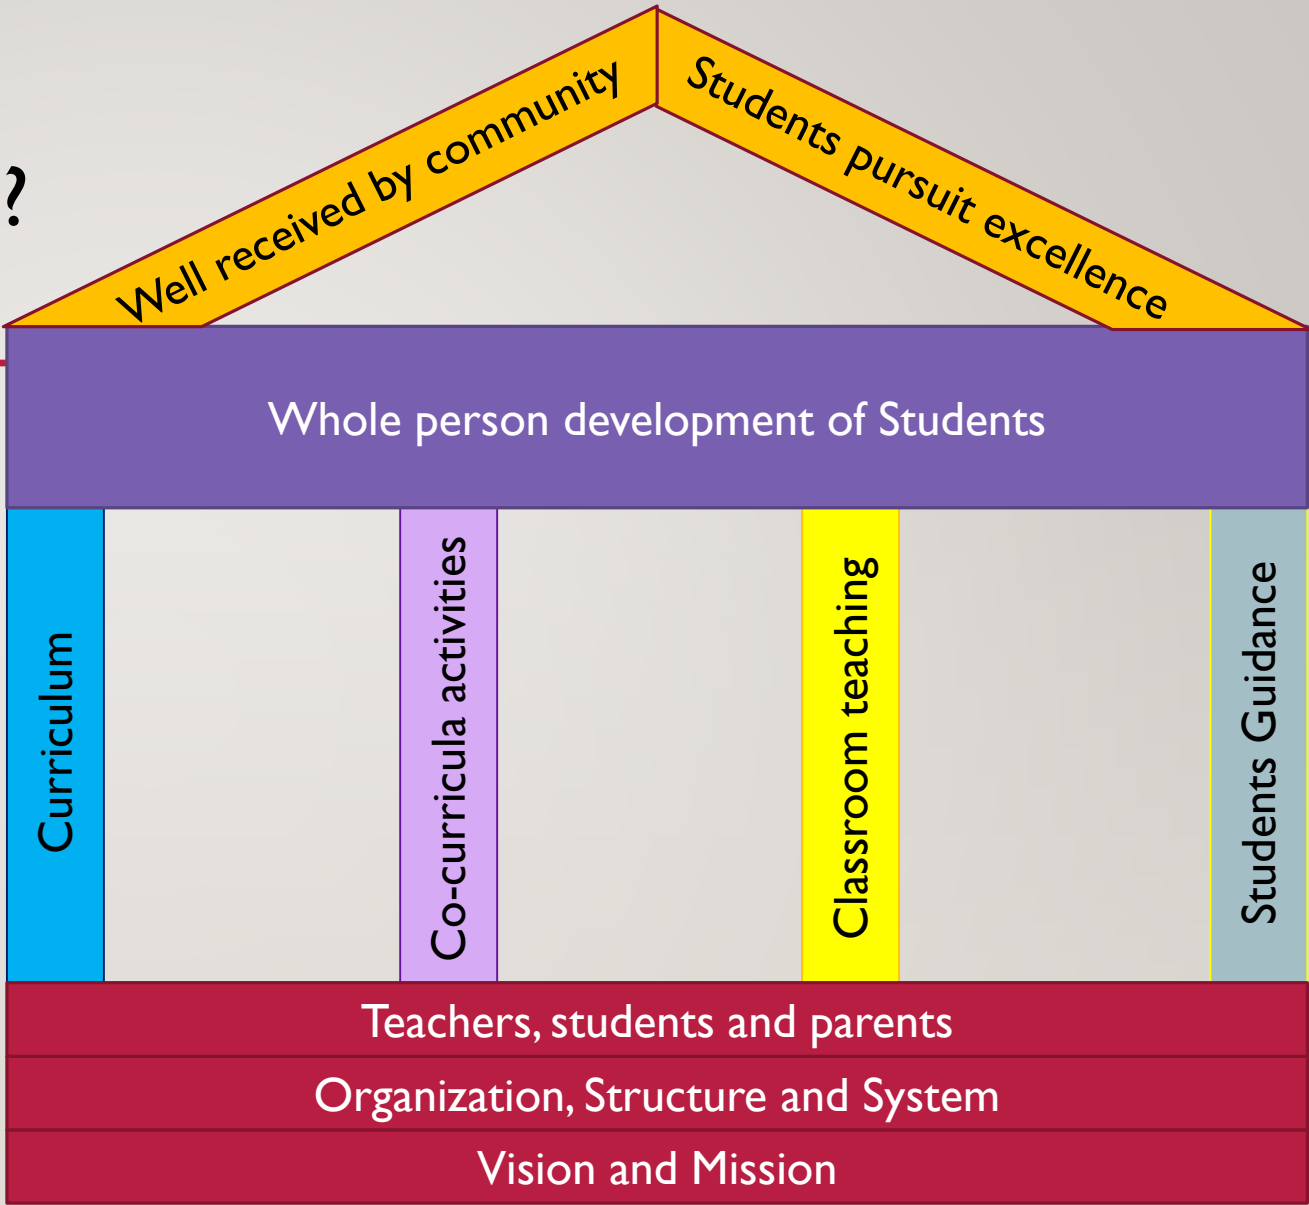 ?
Well received by community
Students pursuit excellence
Whole person development of Students
Curriculum
Co-curricula activities
Classroom teaching
Students Guidance
Teachers, students and parents
Organization, Structure and System
Vision and Mission